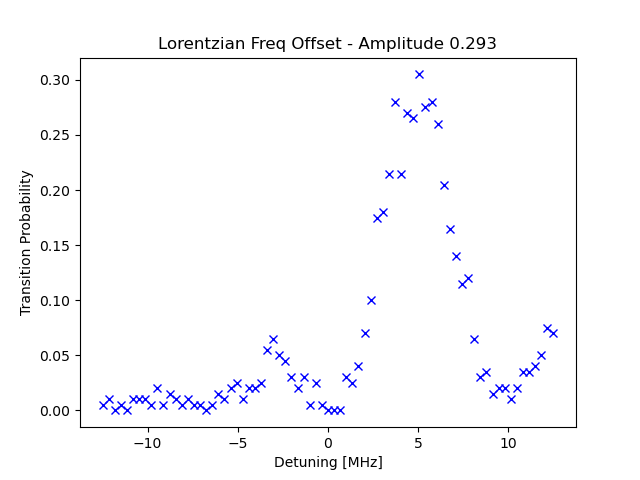 Lorentzian Freq Offset - Amplitude 0.293
Transition Probability
0.30
0.25
0.20
0.15
0.10
0.05
0.00
−10 −5 0 5 10
Detuning [MHz]